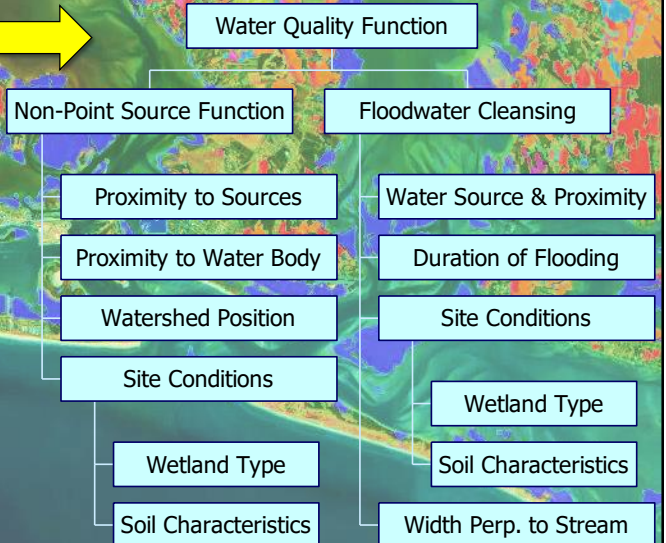 Water Quality Function
Non-Point Source Function
Proximity to Sources
Proximity to Water Body
Watershed Position
Site Conditions
Wetland Type
Soil Characteristics
Floodwater Cleansing
Water Source & Proximity
Duration of Flooding
Site Conditions
Wetland Type
Soil Characteristics
Width Perp. to Stream